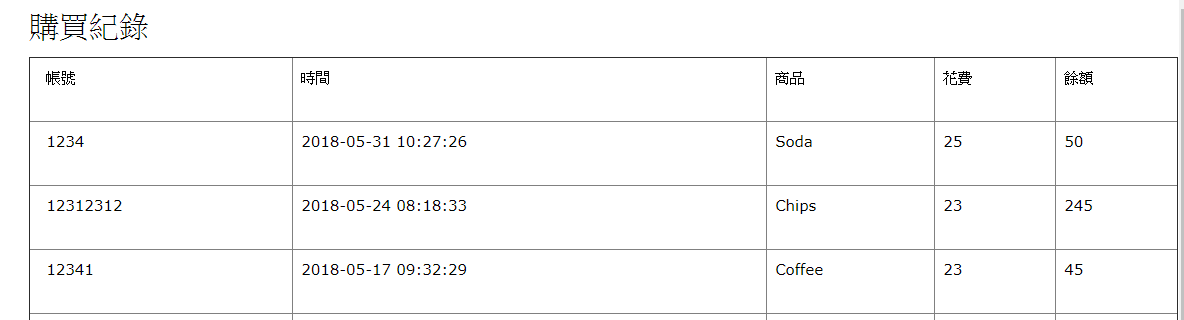 購買紀錄
帳號 時間 商品 花費 餘額
1234 2018-05-31 10:27:26 Soda 25 50
12312312 2018-05-24 08:18:33 Chips 23 245
12341 2018-05-17 09:32:29 Coffee 23 45